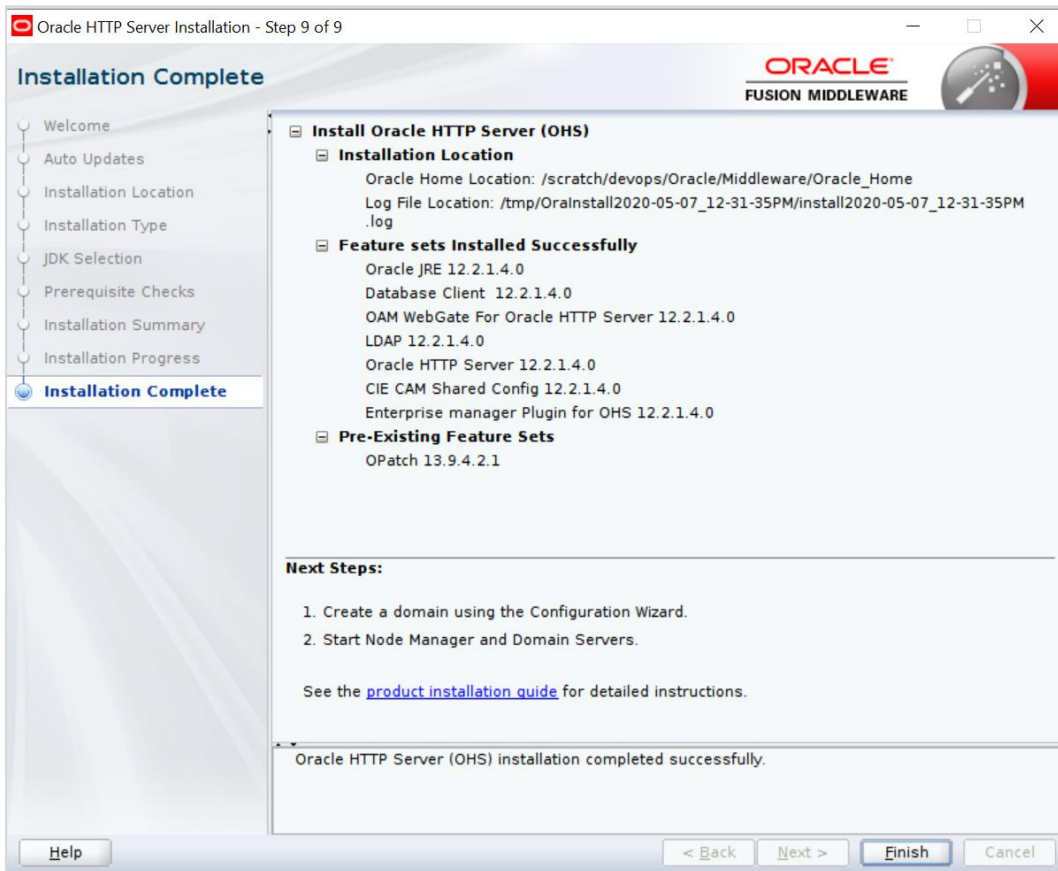 Oracle HTTP Server Installation - Step 9 of 9
Installation Complete
ORACLE
FUSION MIDDLEWARE
Welcome
Auto Updates
Installation Location
Installation Type
JDK Selection
Prerequisite Checks
Installation Summary
Installation Progress
Installation Complete
Install Oracle HTTP Server (OHS)
Installation Location
Oracle Home Location: /scratch/devops/Oracle/Middleware/Oracle_Home
Log File Location: /tmp/OraInstall2020-05-07_12-31-35PM/install2020-05-07_12-31-35PM
.log
Feature sets Installed Successfully
Oracle JRE 12.2.1.4.0
Database Client  12.2.1.4.0
OAM WebGate For Oracle HTTP Server 12.2.1.4.0
LDAP 12.2.1.4.0
Oracle HTTP Server 12.2.1.4.0
CIE CAM Shared Config 12.2.1.4.0
Enterprise manager Plugin for OHS 12.2.1.4.0
Pre-Existing Feature Sets
OPatch 13.9.4.2.1
Next Steps:
1. Create a domain using the Configuration Wizard.
2. Start Node Manager and Domain Servers.
See the product installation guide for detailed instructions.
Oracle HTTP Server (OHS) installation completed successfully.
Help
< Back
Next >
Finish
Cancel